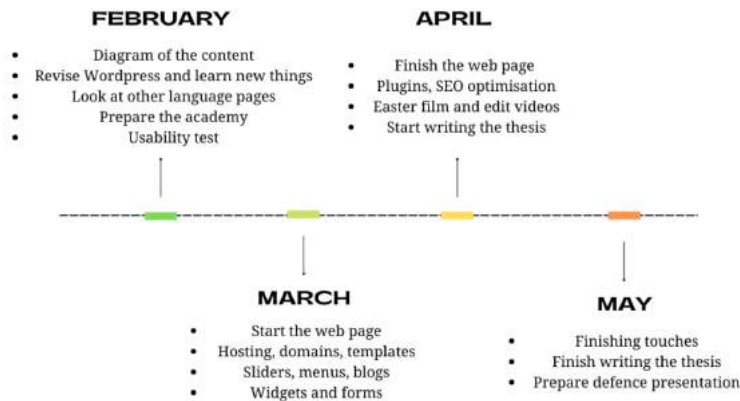 FEBRUARY
• Diagram of the content
• Revise Wordpress and learn new things
• Look at other language pages
• Prepare the academy
• Usability test
APRIL
• Finish the web page
• Plugins, SEO optimisation
• Easter film and edit videos
• Start writing the thesis
MARCH
• Start the web page
• Hosting, domains, templates
• Sliders, menus, blogs
• Widgets and forms
MAY
• Finishing touches
• Finish writing the thesis
• Prepare defence presentation